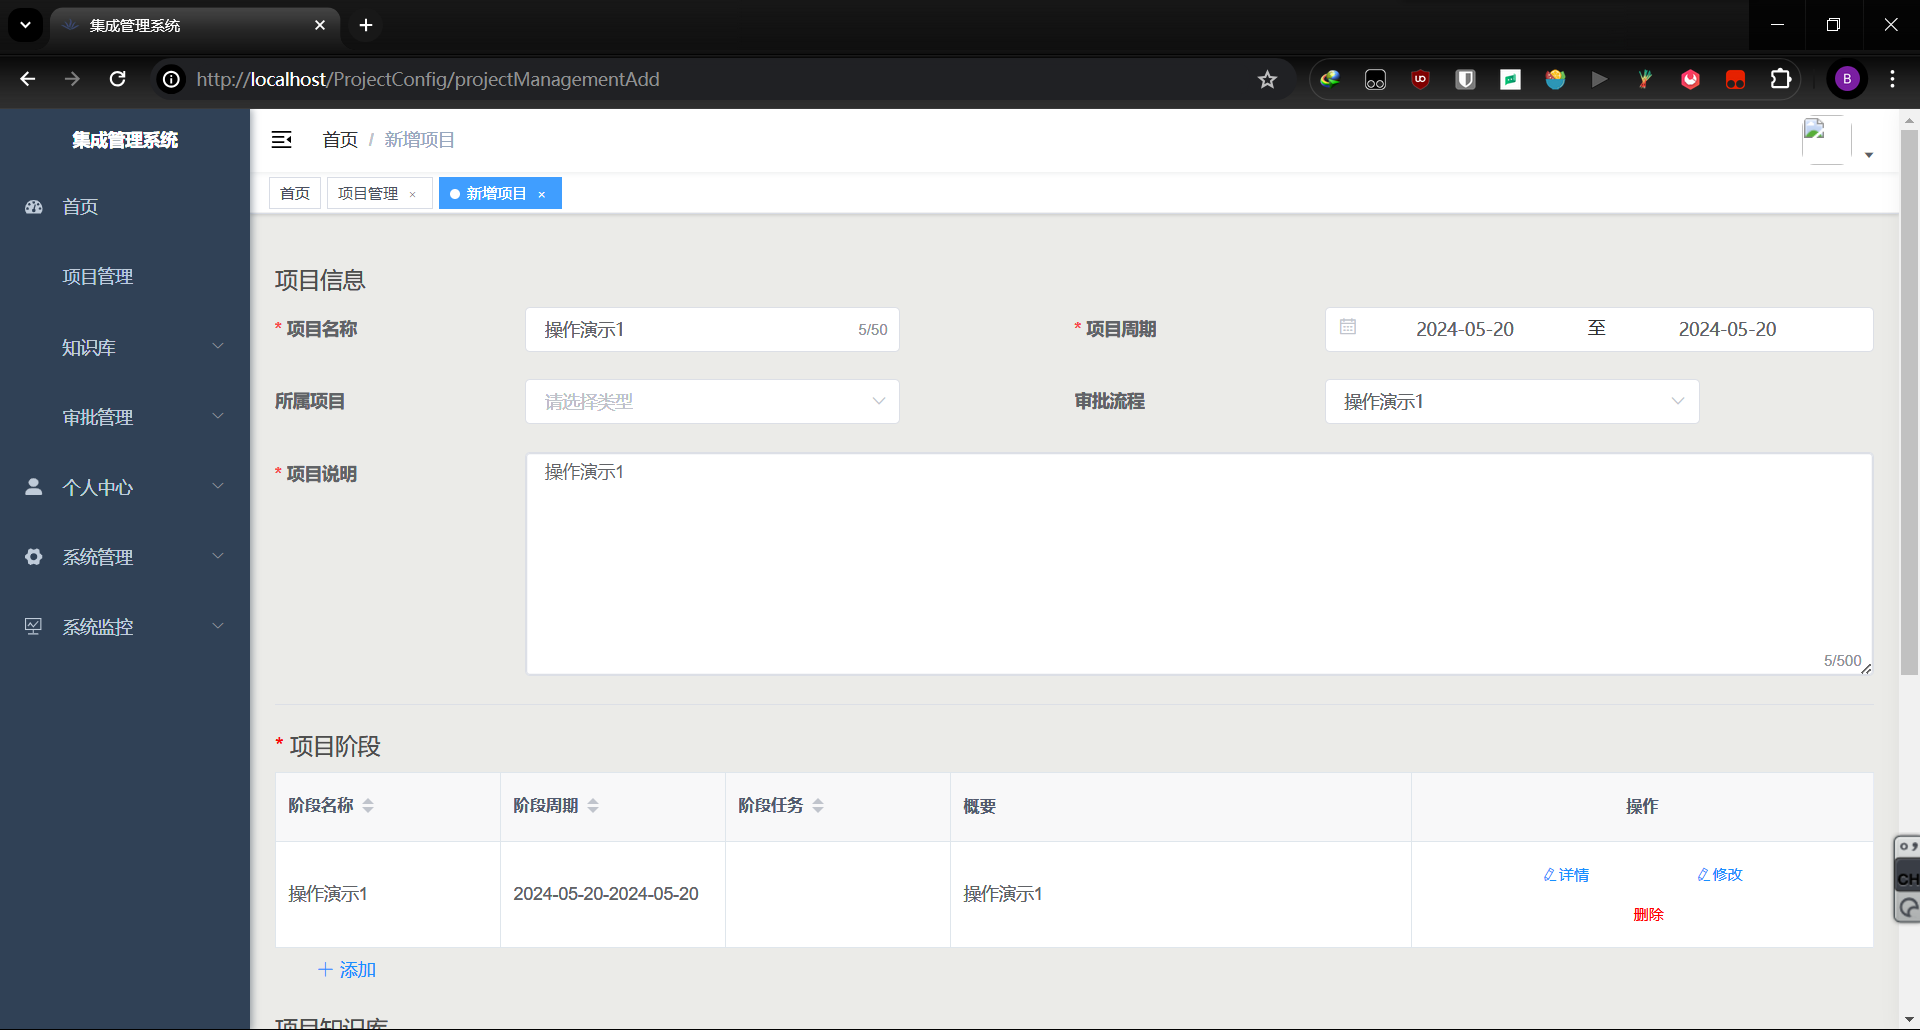 集成管理系统
http://localhost/ProjectConfig/projectManagementAdd
B
集成管理系统
首页 / 新增项目
首页
项目管理
知识库
审批管理
个人中心
系统管理
系统监控
首页 项目管理 × 新增项目 ×
项目信息
* 项目名称 操作演示1 5/50 * 项目周期 2024-05-20 至 2024-05-20
所属项目 请选择类型 审批流程 操作演示1
* 项目说明 操作演示1
5/500
* 项目阶段
阶段名称 阶段周期 阶段任务 概要 操作
操作演示1 2024-05-20-2024-05-20 操作演示1 详情 修改
删除
+ 添加
项目知识库
CH